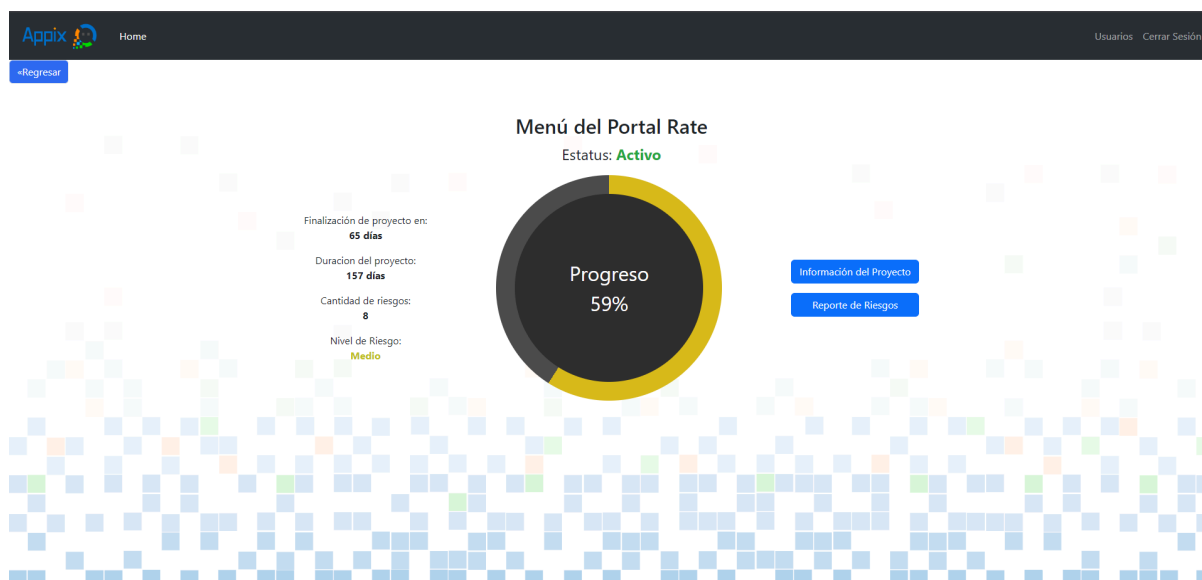 Appix
Home
Usuarios
Cerrar Sesión
«Regresar
Menú del Portal Rate
Estatus: Activo
Finalización de proyecto en:
65 días
Duracion del proyecto:
157 días
Cantidad de riesgos:
8
Nivel de Riesgo:
Medio
Progreso
59%
Información del Proyecto
Reporte de Riesgos